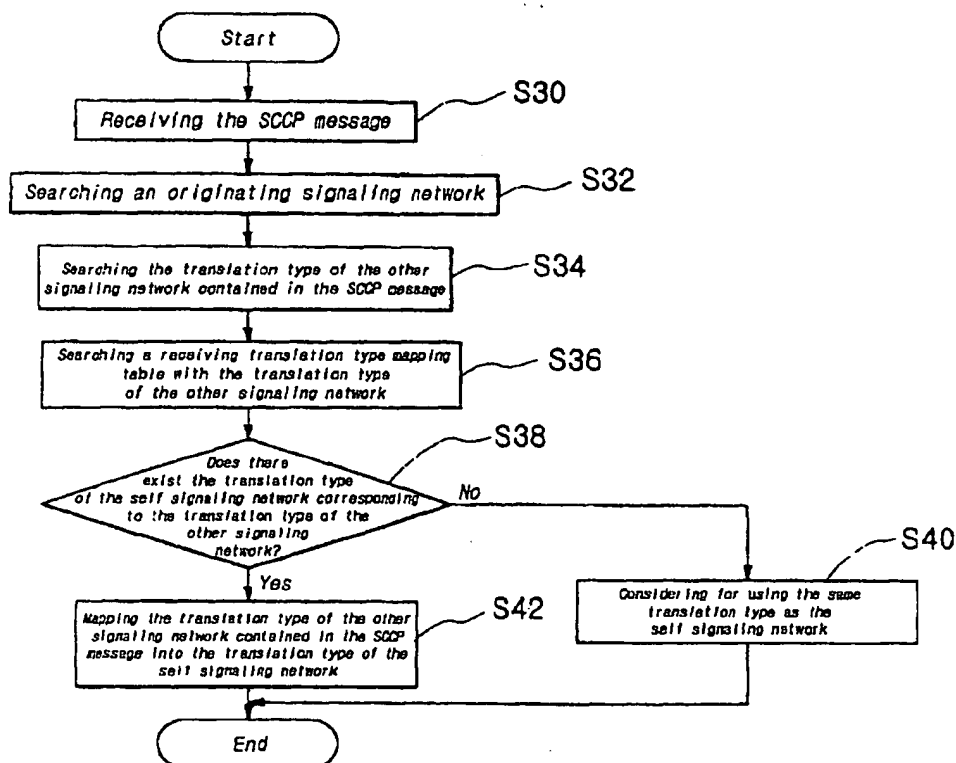 Start
Receiving the SCCP message
S30
Searching an originating signaling network
S32
Searching the translation type of the other
signaling network contained in the SCCP message
S34
Searching a receiving translation type mapping
table with the translation type
of the other signaling network
S36
Does there
exist the translation type
of the self signaling network corresponding
to the translation type of the
other signaling
network?
S38
No
Yes
Considering for using the same
translation type as the
self signaling network
S40
Mapping the translation type of the other
signaling network contained in the SCCP
message into the translation type of the
self signaling network
S42
End